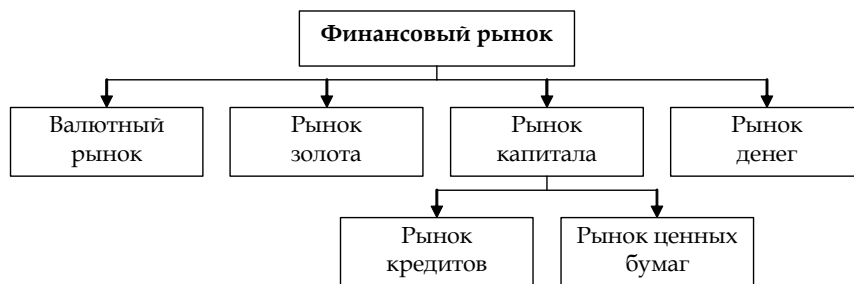 Финансовый рынок
Валютный
рынок
Рынок
золота
Рынок
капитала
Рынок
денег
Рынок
кредитов
Рынок ценных
бумаг